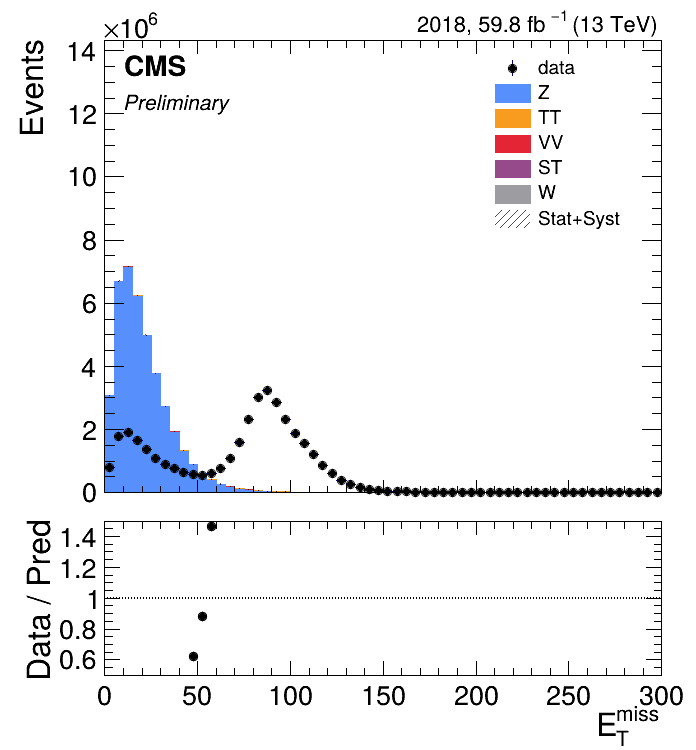 ×10⁶
2018, 59.8 fb⁻¹ (13 TeV)
Events
14
12
10
8
6
4
2
0
CMS
Preliminary
data
Z
TT
VV
ST
W
Stat+Syst
Data / Pred
1.4
1.2
1
0.8
0.6
0 50 100 150 200 250 300
E_T^miss